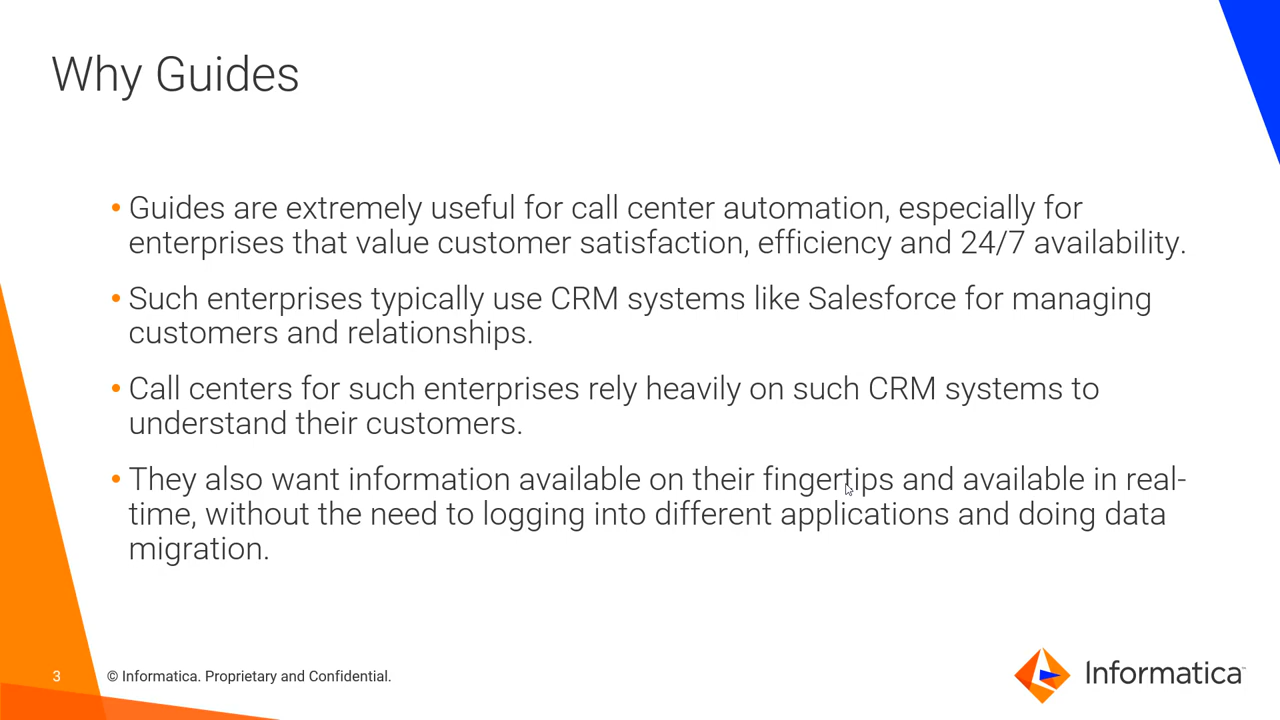 Why Guides
• Guides are extremely useful for call center automation, especially for
enterprises that value customer satisfaction, efficiency and 24/7 availability.
• Such enterprises typically use CRM systems like Salesforce for managing
customers and relationships.
• Call centers for such enterprises rely heavily on such CRM systems to
understand their customers.
• They also want information available on their fingertips and available in real-
time, without the need to logging into different applications and doing data
migration.
3
© Informatica. Proprietary and Confidential.
Informatica™